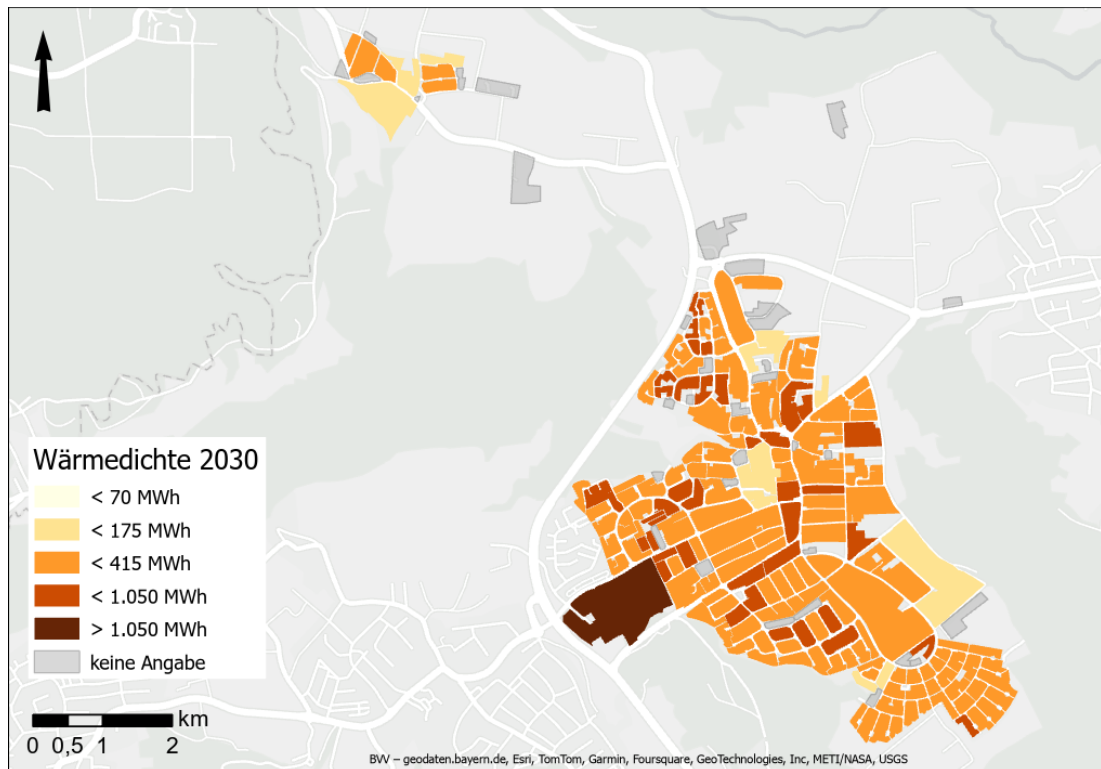 Wärmedichte 2030
< 70 MWh
< 175 MWh
< 415 MWh
< 1.050 MWh
> 1.050 MWh
keine Angabe
km
0 0,5 1 2
BVV – geodaten.bayern.de, Esri, TomTom, Garmin, Foursquare, GeoTechnologies, Inc, METI/NASA, USGS